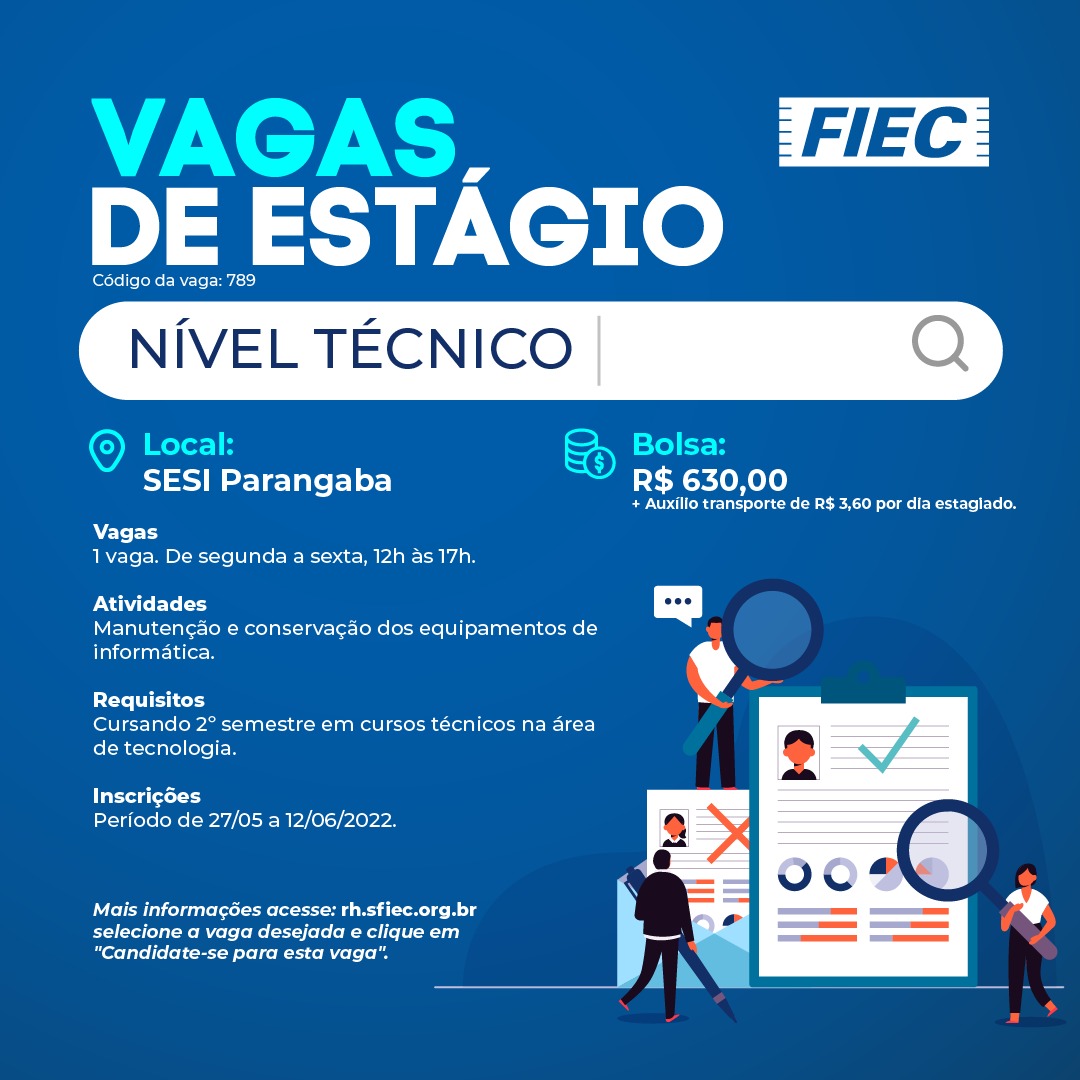 VAGAS
DE ESTÁGIO
FIEC
Código da vaga: 789
NÍVEL TÉCNICO
Local:
SESI Parangaba
Bolsa:
R$ 630,00
+ Auxílio transporte de R$ 3,60 por dia estagiado.
Vagas
1 vaga. De segunda a sexta, 12h às 17h.
Atividades
Manutenção e conservação dos equipamentos de
informática.
Requisitos
Cursando 2º semestre em cursos técnicos na área
de tecnologia.
Inscrições
Período de 27/05 a 12/06/2022.
Mais informações acesse: rh.sfiec.org.br
selecione a vaga desejada e clique em
"Candidate-se para esta vaga".